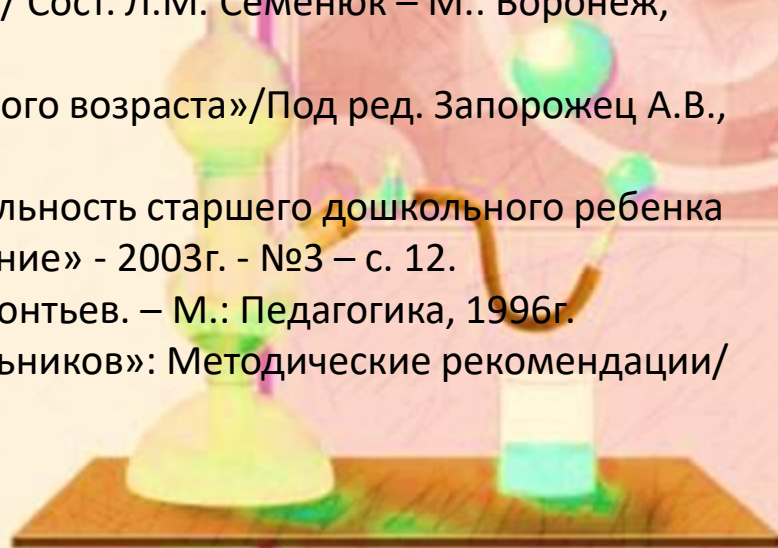 / Сост. Л.М. Семенюк – М.: Воронеж,
ого возраста»/Под ред. Запорожец А.В.,
льность старшего дошкольного ребенка
ние» - 2003г. - №3 – с. 12.
онтьев. – М.: Педагогика, 1996г.
ьников»: Методические рекомендации/